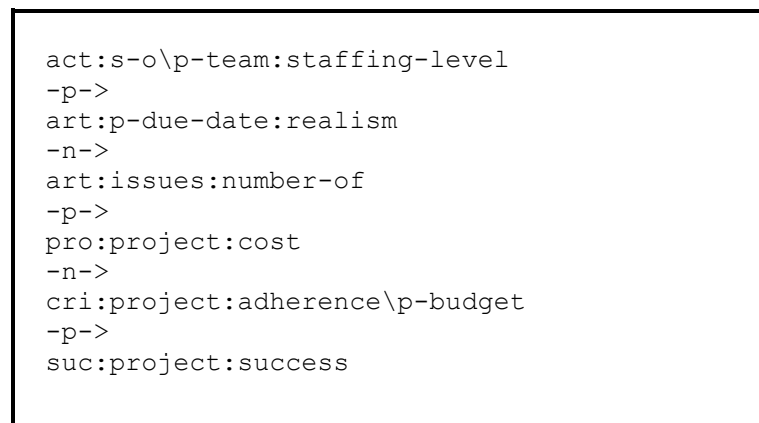 act:s-o\p-team:staffing-level
-p->
art:p-due-date:realism
-n->
art:issues:number-of
-p->
pro:project:cost
-n->
cri:project:adherence\p-budget
-p->
suc:project:success